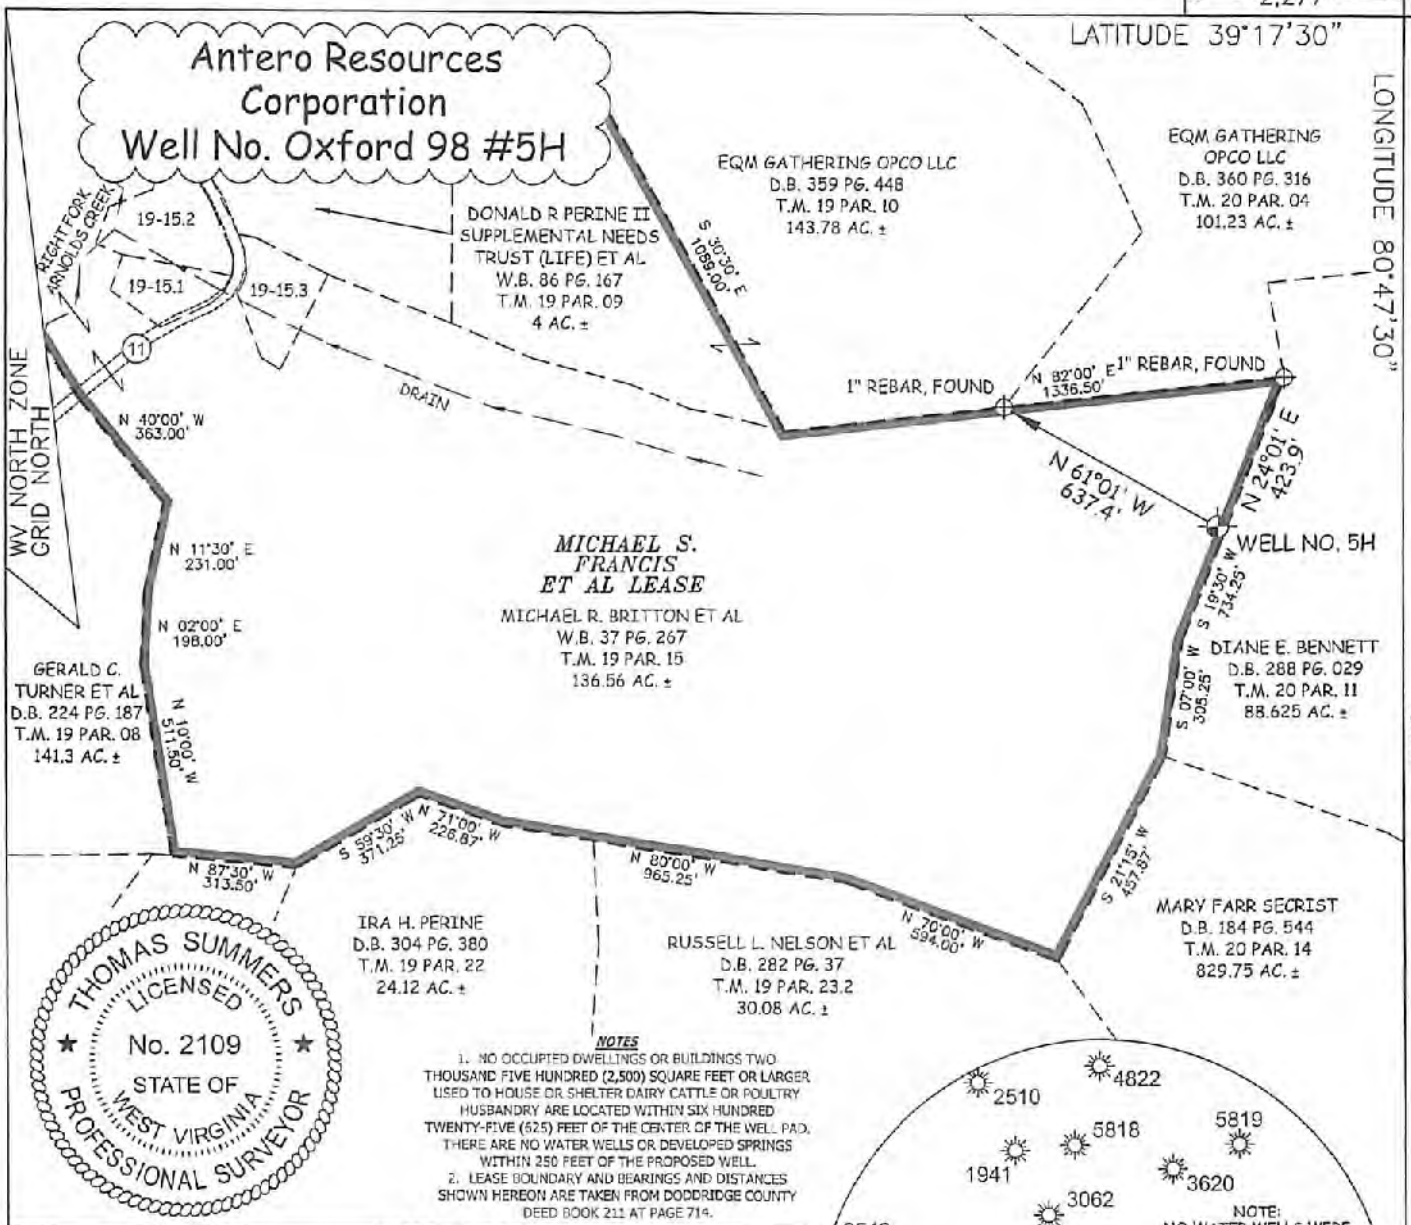 2,277
LATITUDE 39°17'30"
LONGITUDE 80°47'30"
Antero Resources
Corporation
Well No. Oxford 98 #5H
EQM GATHERING OPCO LLC
D.B. 359 PG. 448
T.M. 19 PAR. 10
143.78 AC. ±
EQM GATHERING
OPCO LLC
D.B. 360 PG. 316
T.M. 20 PAR. 04
101.23 AC. ±
RIGHT FORK
ARNOLDS CREEK
19-15.2
19-15.1
19-15.3
11
DONALD R PERINE II
SUPPLEMENTAL NEEDS
TRUST (LIFE) ET AL
W.B. 86 PG. 167
T.M. 19 PAR. 09
4 AC. ±
S 30°30' E
1089.00'
DRAIN
1" REBAR, FOUND
N 82°00' E
1336.50'
1" REBAR, FOUND
N 24°01' E
423.9'
N 61°01' W
637.4'
WELL NO. 5H
WV NORTH ZONE
GRID NORTH
N 40°00' W
363.00'
N 11°30' E
231.00'
N 02°00' E
198.00'
N 10°00' W
511.50'
MICHAEL S.
FRANCIS
ET AL LEASE
MICHAEL R. BRITTON ET AL
W.B. 37 PG. 267
T.M. 19 PAR. 15
136.56 AC. ±
S 19°30' W
734.25'
S 07°00' W
305.25'
DIANE E. BENNETT
D.B. 288 PG. 029
T.M. 20 PAR. 11
88.625 AC. ±
GERALD C.
TURNER ET AL
D.B. 224 PG. 187
T.M. 19 PAR. 08
141.3 AC. ±
N 87°30' W
313.50'
S 59°30' W
371.25'
N 71°00' W
226.87'
N 80°00' W
965.25'
N 70°00' W
594.00'
S 21°15' W
457.87'
MARY FARR SECRIST
D.B. 184 PG. 544
T.M. 20 PAR. 14
829.75 AC. ±
IRA H. PERINE
D.B. 304 PG. 380
T.M. 19 PAR. 22
24.12 AC. ±
RUSSELL L. NELSON ET AL
D.B. 282 PG. 37
T.M. 19 PAR. 23.2
30.08 AC. ±
THOMAS SUMMERS
LICENSED
No. 2109
STATE OF
WEST VIRGINIA
PROFESSIONAL SURVEYOR
NOTES
1. NO OCCUPIED DWELLINGS OR BUILDINGS TWO
THOUSAND FIVE HUNDRED (2,500) SQUARE FEET OR LARGER
USED TO HOUSE OR SHELTER DAIRY CATTLE OR POULTRY
HUSBANDRY ARE LOCATED WITHIN SIX HUNDRED
TWENTY-FIVE (625) FEET OF THE CENTER OF THE WELL PAD.
THERE ARE NO WATER WELLS OR DEVELOPED SPRINGS
WITHIN 250 FEET OF THE PROPOSED WELL.
2. LEASE BOUNDARY AND BEARINGS AND DISTANCES
SHOWN HEREON ARE TAKEN FROM DODDRIDGE COUNTY
DEED BOOK 211 AT PAGE 714.
4822
2510
5818
5819
1941
3620
3062
NOTE: